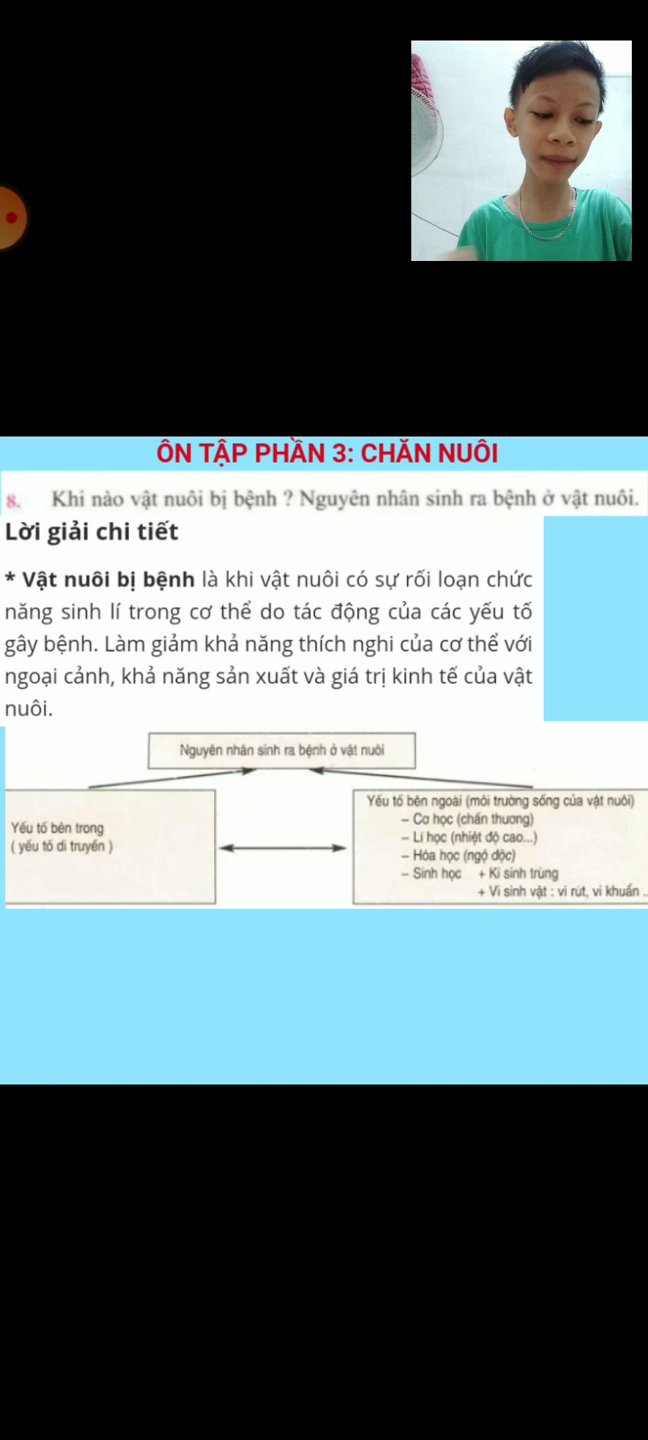 ÔN TẬP PHẦN 3: CHĂN NUÔI
8. Khi nào vật nuôi bị bệnh ? Nguyên nhân sinh ra bệnh ở vật nuôi.
Lời giải chi tiết
* Vật nuôi bị bệnh là khi vật nuôi có sự rối loạn chức
năng sinh lí trong cơ thể do tác động của các yếu tố
gây bệnh. Làm giảm khả năng thích nghi của cơ thể với
ngoại cảnh, khả năng sản xuất và giá trị kinh tế của vật
nuôi.
Nguyên nhân sinh ra bệnh ở vật nuôi
Yếu tố bên trong
( yếu tố di truyền )
Yếu tố bên ngoài (môi trường sống của vật nuôi)
– Cơ học (chấn thương)
– Lí học (nhiệt độ cao...)
– Hóa học (ngộ độc)
– Sinh học + Kí sinh trùng
+ Vi sinh vật : vi rút, vi khuẩn ..